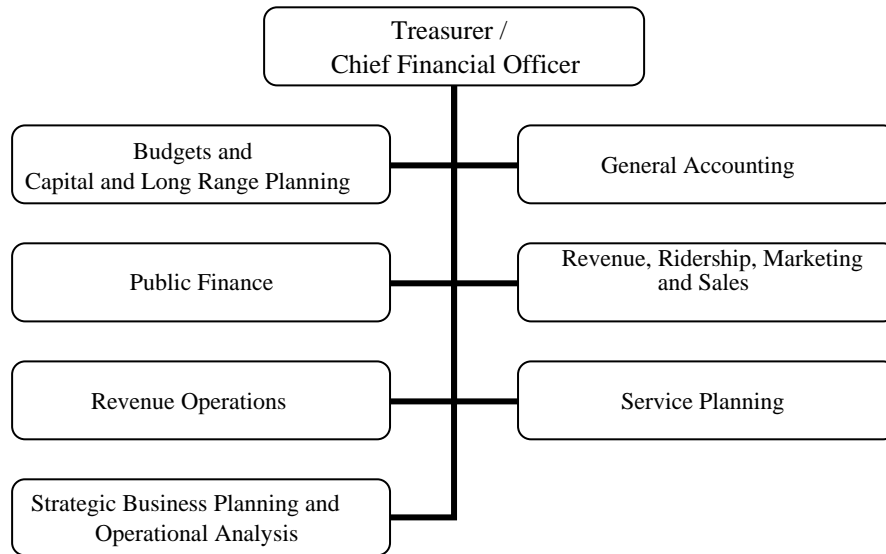 Treasurer /
Chief Financial Officer
Budgets and
Capital and Long Range Planning
General Accounting
Public Finance
Revenue, Ridership, Marketing
and Sales
Revenue Operations
Service Planning
Strategic Business Planning and
Operational Analysis